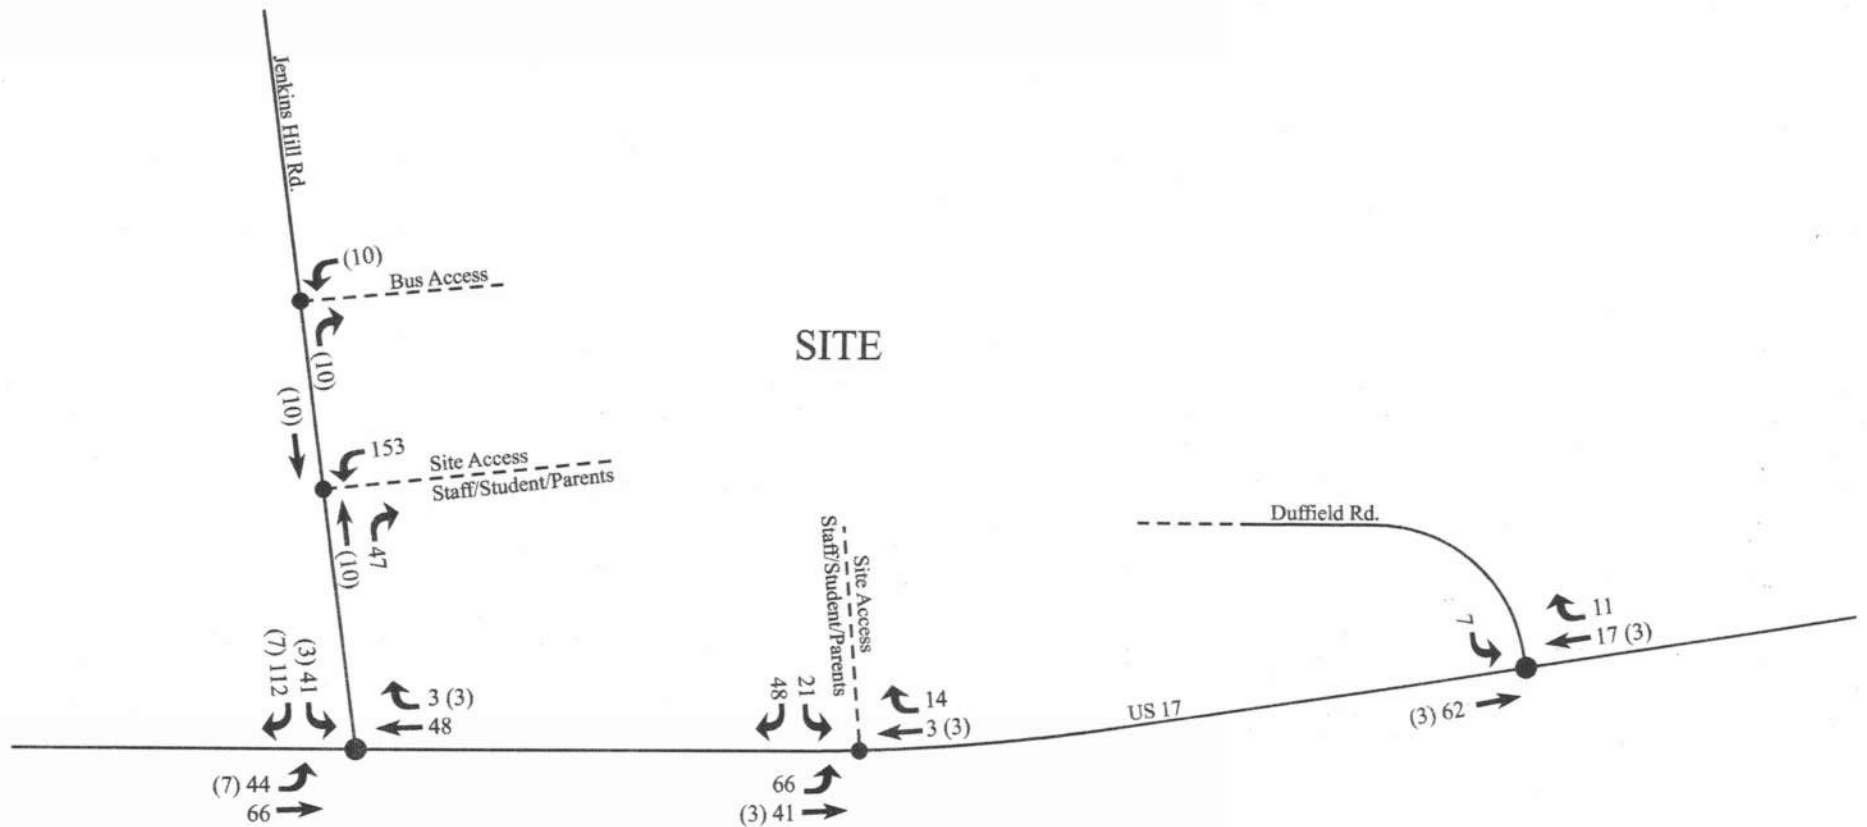 Jenkins Hill Rd.
(10)
Bus Access
(10)
SITE
(10)
153
Site Access
Staff/Student/Parents
47
(10)
Duffield Rd.
Site Access
Staff/Student/Parents
7
11
17 (3)
(3) 62
US 17
(7) 112
(3) 41
3 (3)
48
48
21
14
3 (3)
(7) 44
66
66
(3) 41